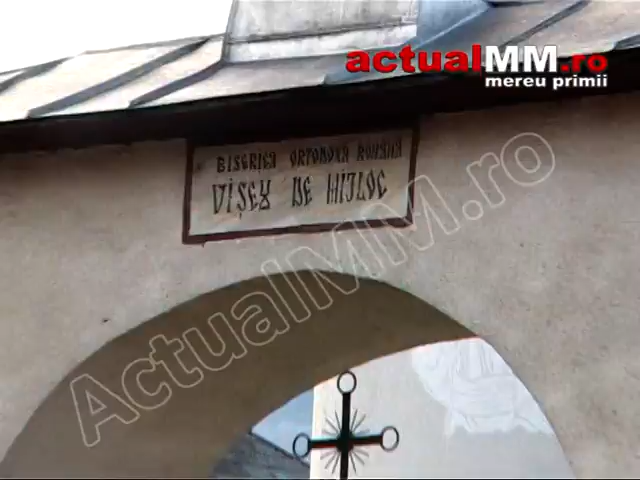 actualMM.ro
mereu primii
BISERICA ORTODOXĂ ROMÂNĂ
VIȘEU DE MIJLOC
ActualMM.ro